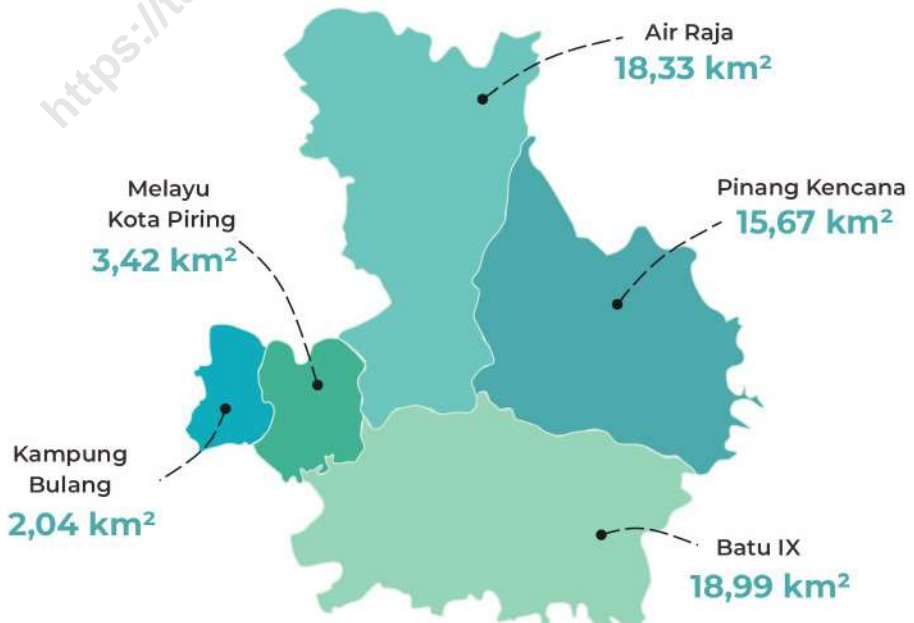 https://t
Air Raja
18,33 km²
Melayu
Kota Piring
3,42 km²
Pinang Kencana
15,67 km²
Kampung
Bulang
2,04 km²
Batu IX
18,99 km²